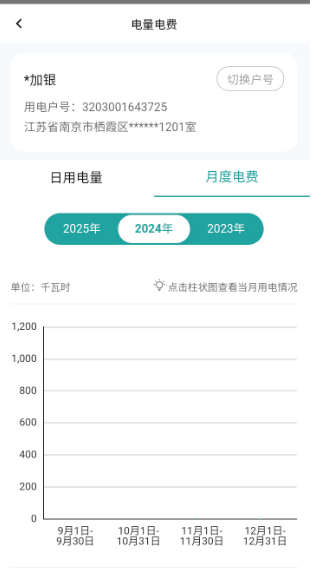 电量电费
*加银
切换户号
用电户号：3203001643725
江苏省南京市栖霞区******1201室
日用电量
月度电费
2025年
2024年
2023年
单位：千瓦时
点击柱状图查看当月用电情况
1,200
1,000
800
600
400
200
0
9月1日-
9月30日
10月1日-
10月31日
11月1日-
11月30日
12月1日-
12月31日